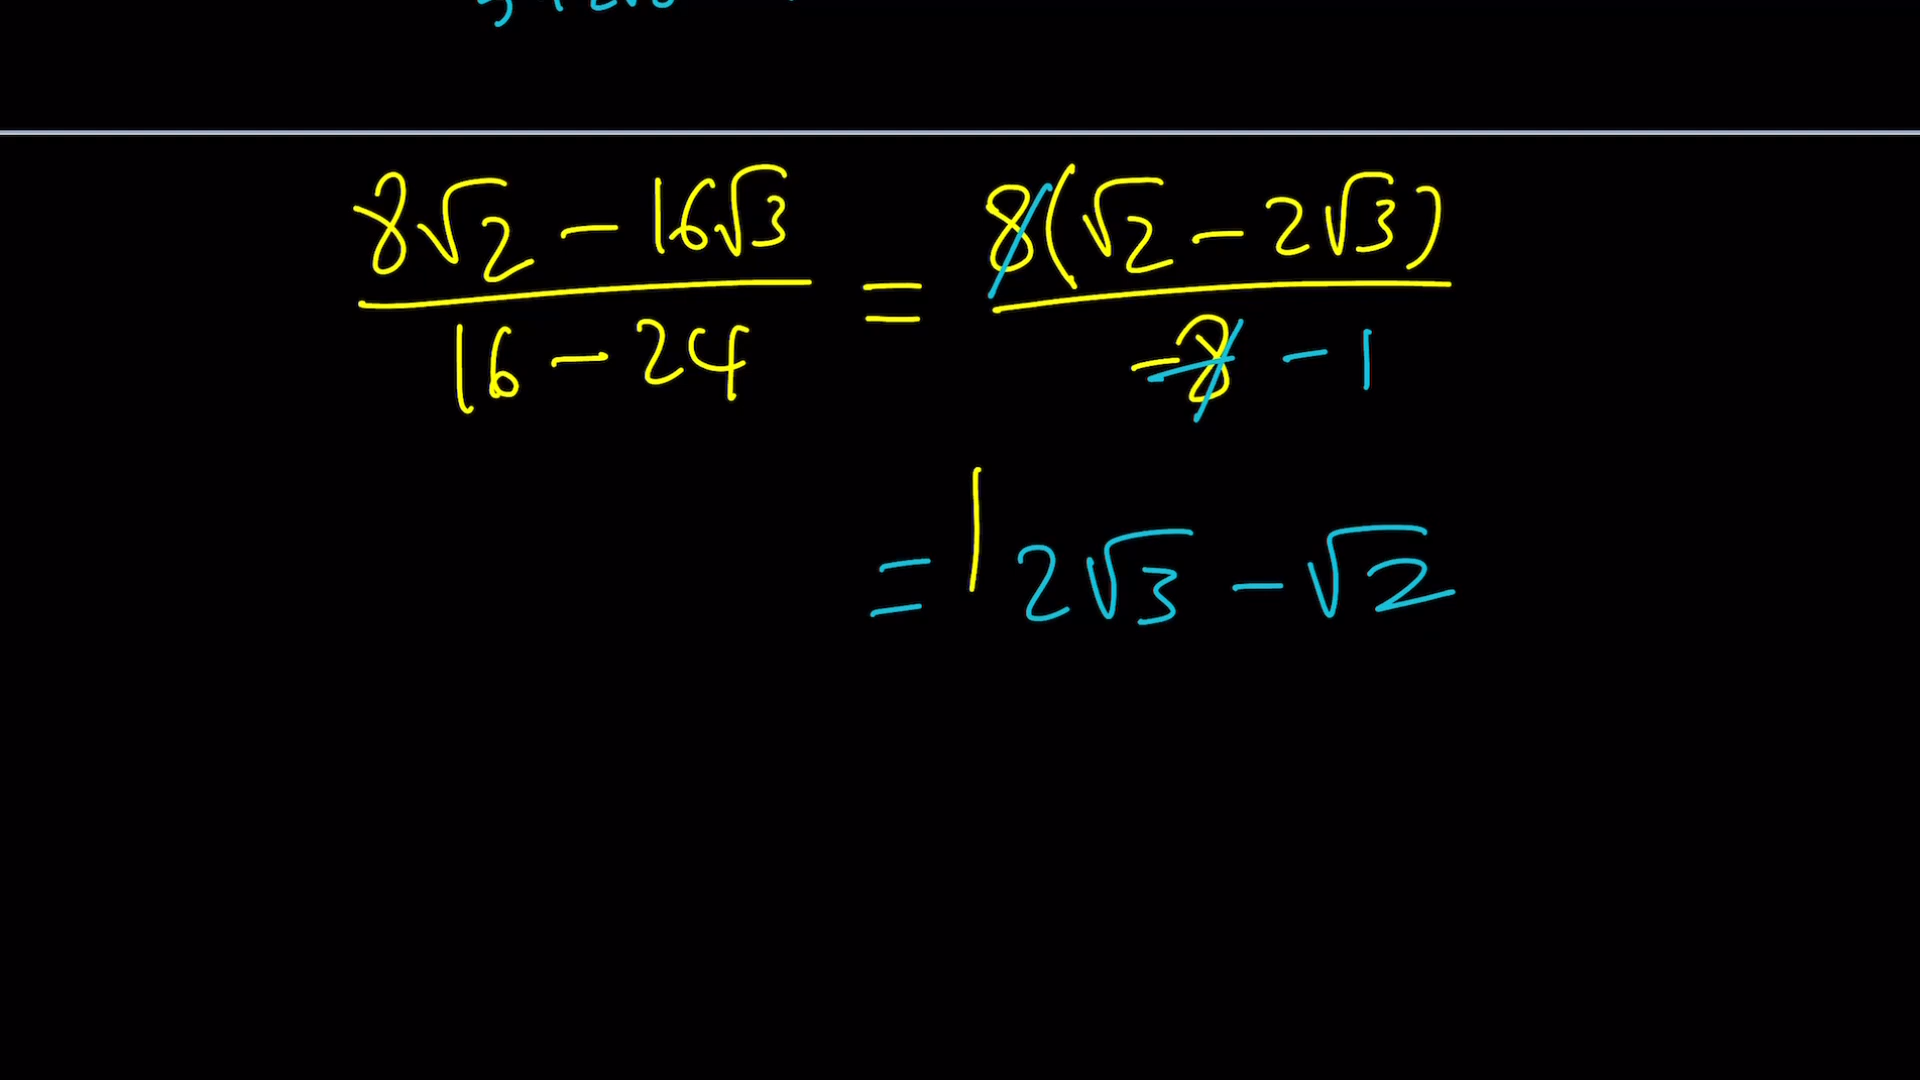 8√2 - 16√3 / 16 - 24 = 8(√2 - 2√3) / -8 - 1
= | 2√3 - √2